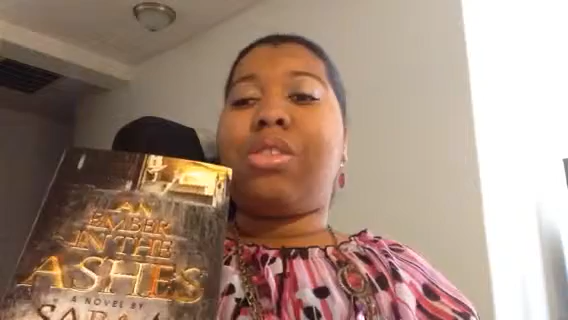 AN
EMBER
IN THE
ASHES
A NOVEL BY